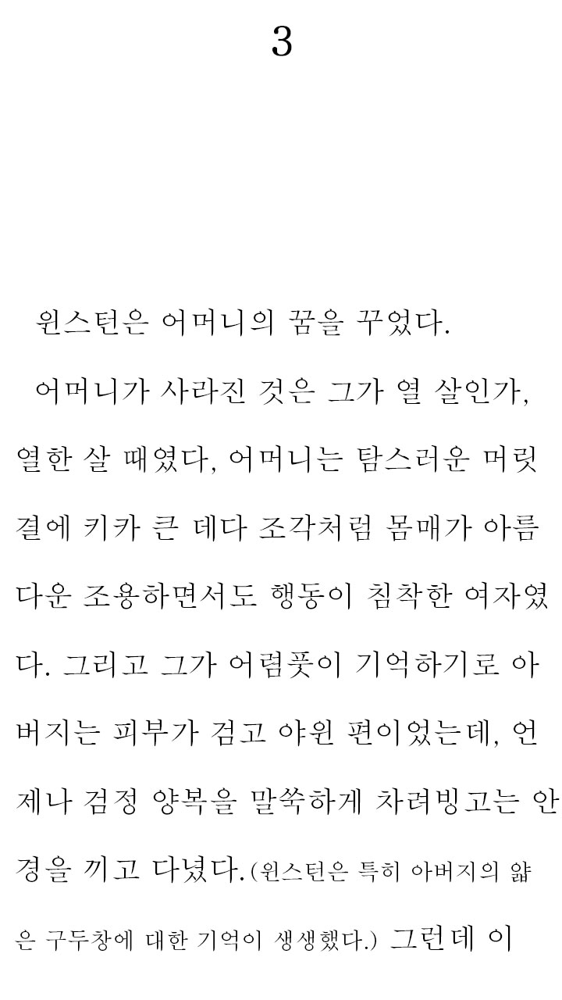 3
윈스턴은 어머니의 꿈을 꾸었다.
어머니가 사라진 것은 그가 열 살인가,
열한 살 때였다, 어머니는 탐스러운 머릿
결에 키카 큰 데다 조각처럼 몸매가 아름
다운 조용하면서도 행동이 침착한 여자였
다. 그리고 그가 어렴풋이 기억하기로 아
버지는 피부가 검고 야윈 편이었는데, 언
제나 검정 양복을 말쑥하게 차려빙고는 안
경을 끼고 다녔다.(윈스턴은 특히 아버지의 얇
은 구두창에 대한 기억이 생생했다.) 그런데 이